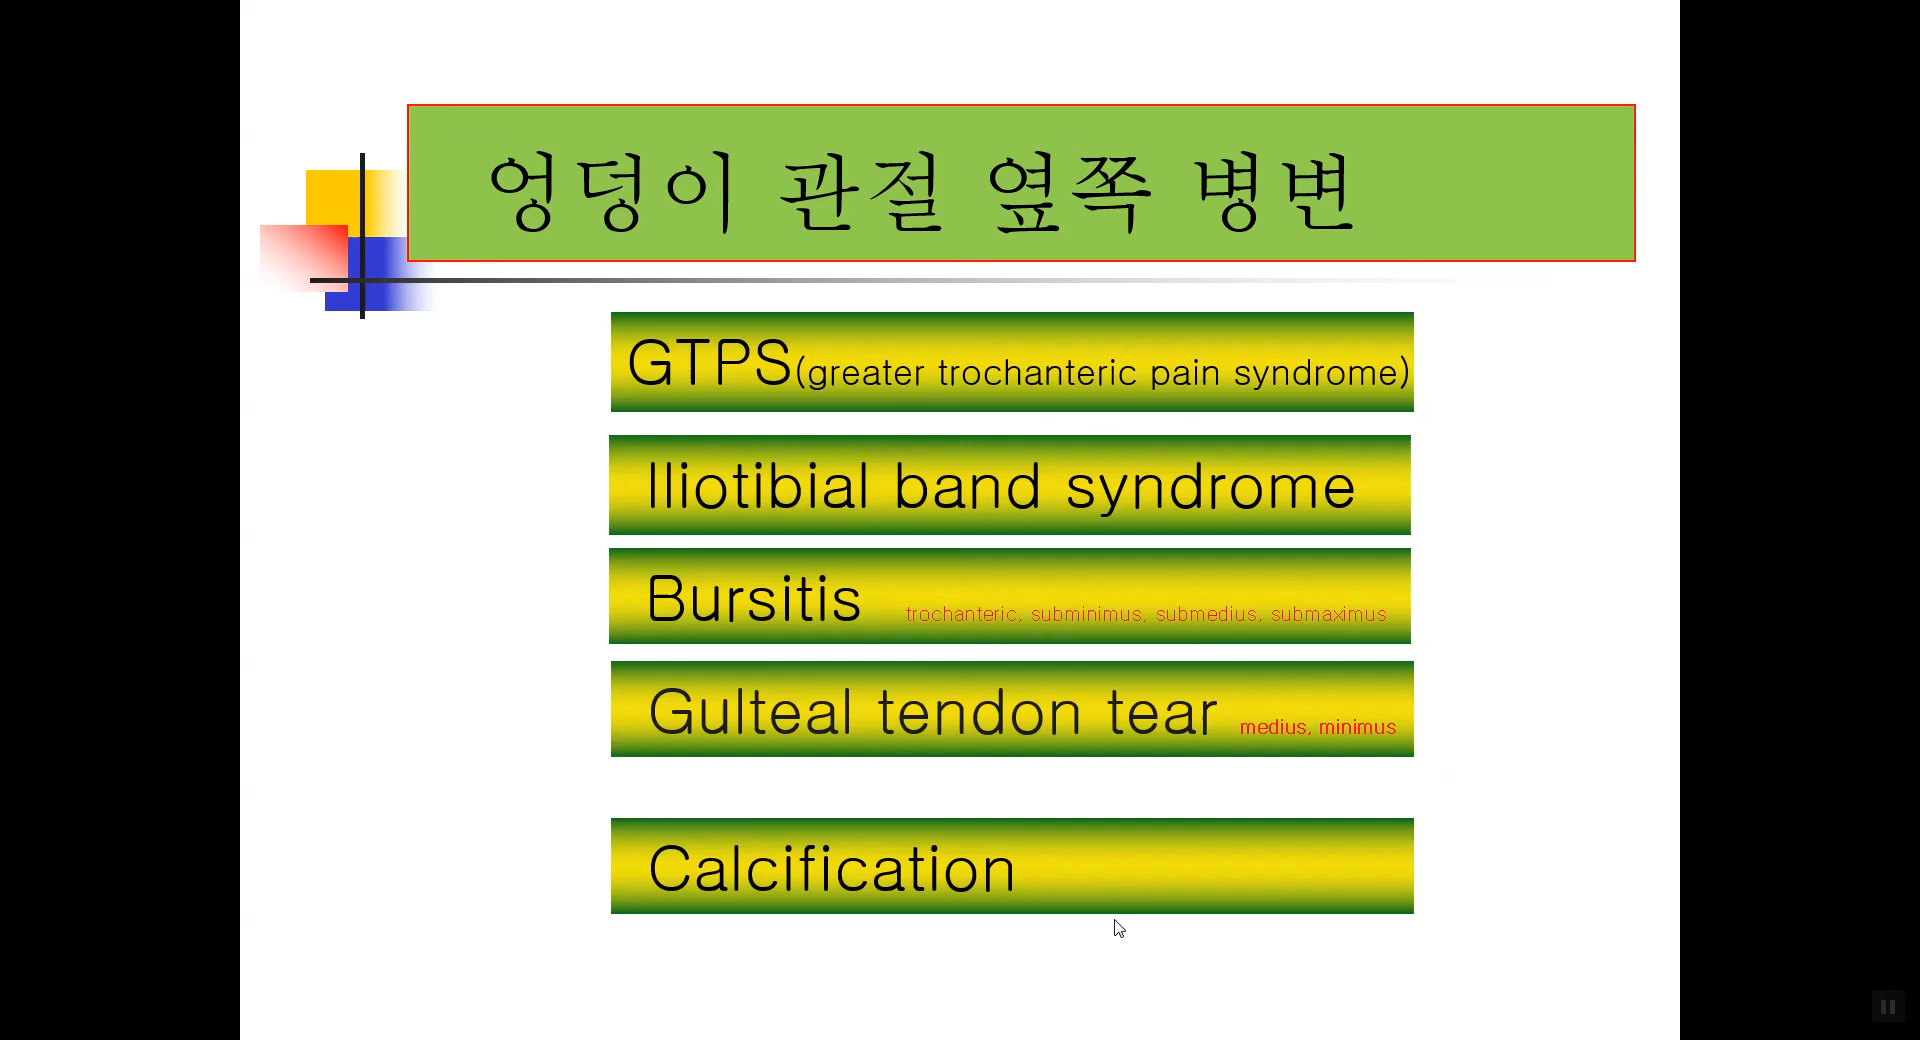 엉덩이 관절 옆쪽 병변
GTPS(greater trochanteric pain syndrome)
Iliotibial band syndrome
Bursitis trochanteric, subminimus, submedius, submaximus
Gulteal tendon tear medius, minimus
Calcification